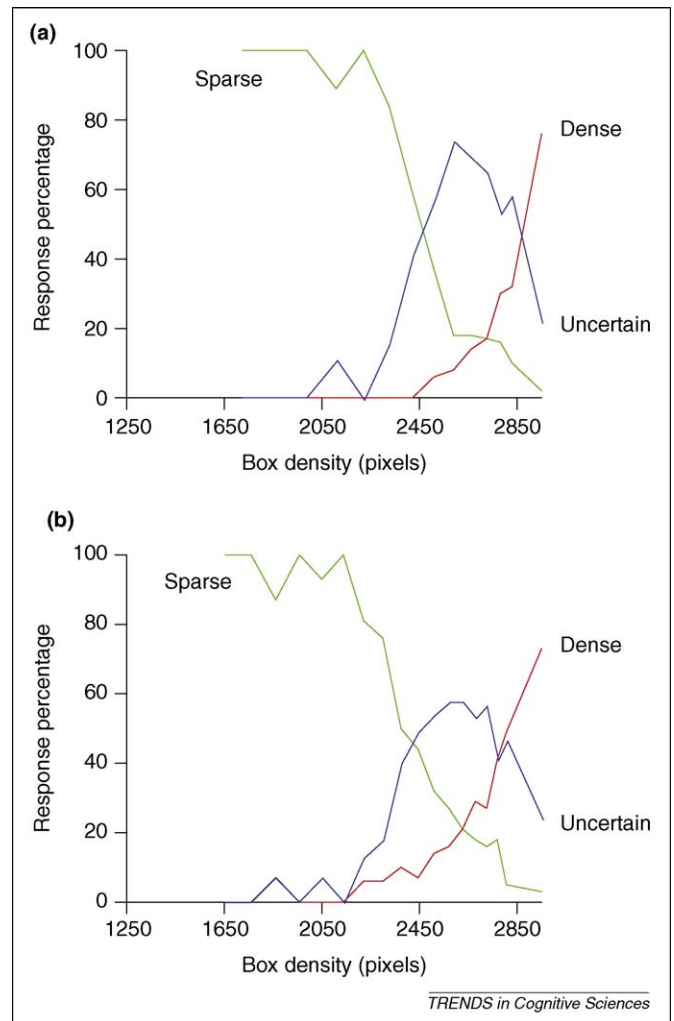 (a)
100
80
60
40
20
0
Response percentage
Sparse
Dense
Uncertain
1250 1650 2050 2450 2850
Box density (pixels)
(b)
100
80
60
40
20
0
Response percentage
Sparse
Dense
Uncertain
1250 1650 2050 2450 2850
Box density (pixels)
TRENDS in Cognitive Sciences